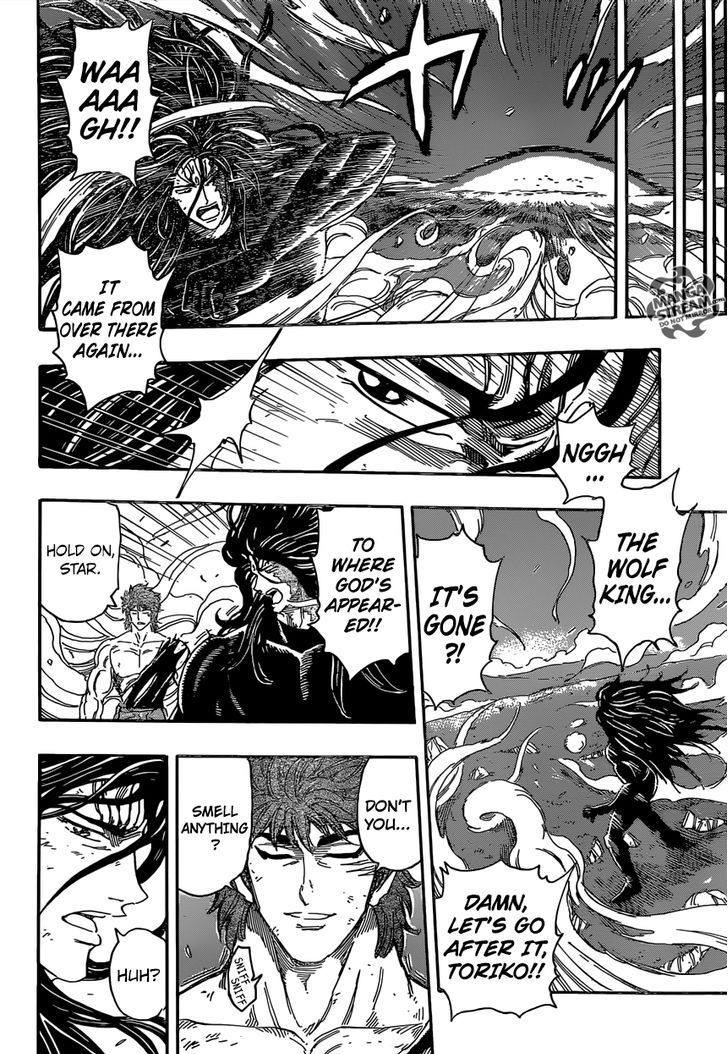 WAA
AAA
GH!!
IT
CAME FROM
OVER THERE
AGAIN...
MANGA
STREAM
DO NOT MIRROR
NGGH
...
THE
WOLF
KING...
IT'S
GONE
?!
DAMN,
LET'S GO
AFTER IT,
TORIKO!!
TO
WHERE
GOD'S
APPEAR-
ED!!
HOLD ON,
STAR.
DON'T
YOU...
SMELL
ANYTHING
?
SNIFF
SNIFF
HUH?